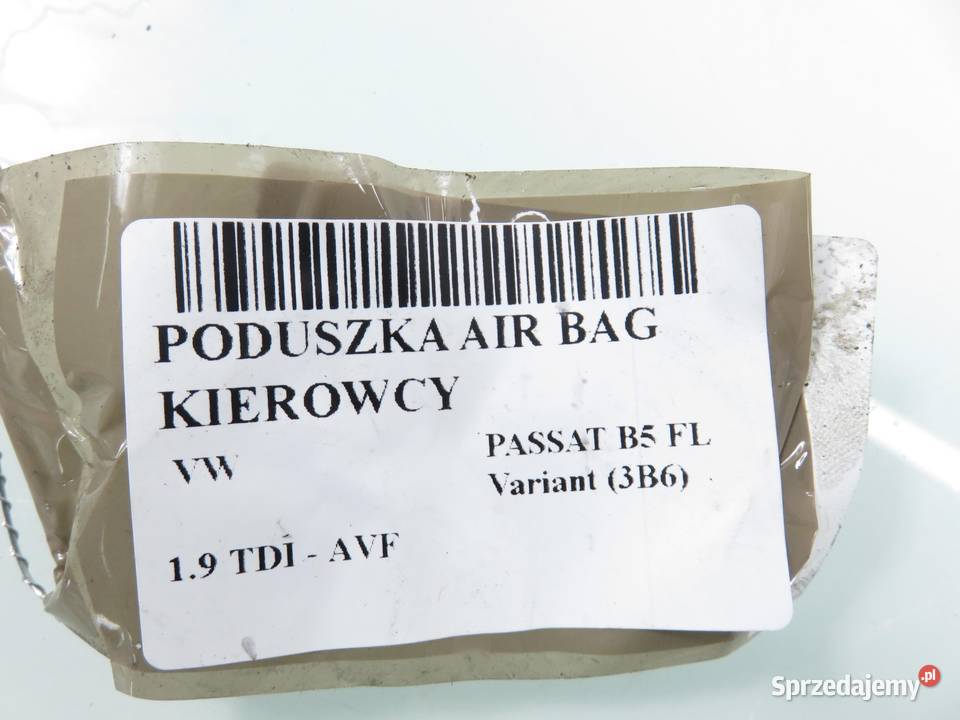 PODUSZKA AIR BAG
KIEROWCY
VW
PASSAT B5 FL
Variant (3B6)
1.9 TDI - AVF
Sprzedajemy.pl